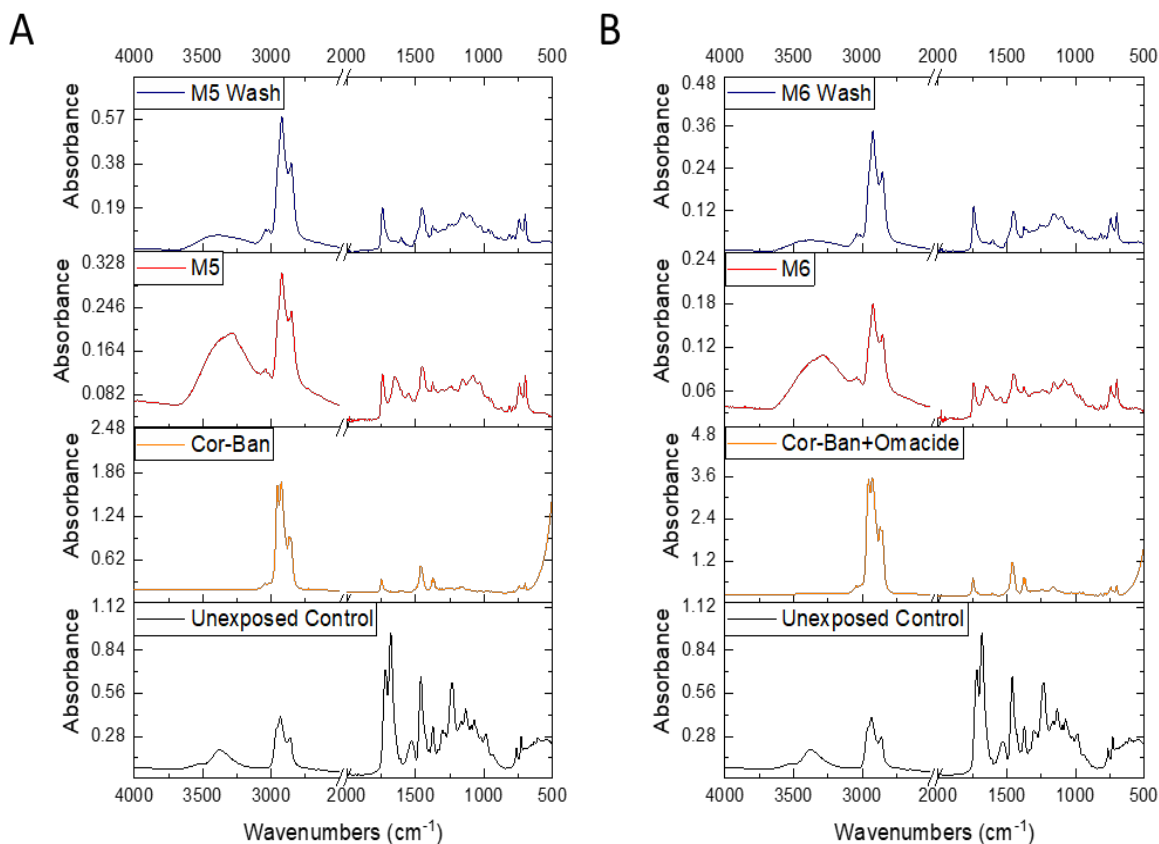 A
B
4000 3500 3000 2000 1500 1000 500
4000 3500 3000 2000 1500 1000 500
M5 Wash
M6 Wash
Absorbance
0.57
0.38
0.19
Absorbance
0.48
0.36
0.24
0.12
M5
M6
Absorbance
0.328
0.246
0.164
0.082
Absorbance
0.24
0.18
0.12
0.06
Cor-Ban
Cor-Ban+Omacide
Absorbance
2.48
1.86
1.24
0.62
Absorbance
4.8
3.6
2.4
1.2
Unexposed Control
Unexposed Control
Absorbance
1.12
0.84
0.56
0.28
Absorbance
1.12
0.84
0.56
0.28
4000 3500 3000 2000 1500 1000 500
4000 3500 3000 2000 1500 1000 500
Wavenumbers (cm⁻¹)
Wavenumbers (cm⁻¹)